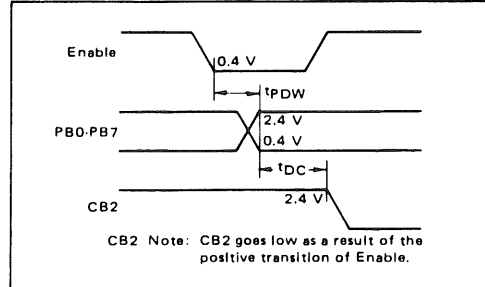 Enable
0.4 V
tPDW
PB0-PB7
2.4 V
0.4 V
tDC
CB2
2.4 V
CB2 Note: CB2 goes low as a result of the
positive transition of Enable.